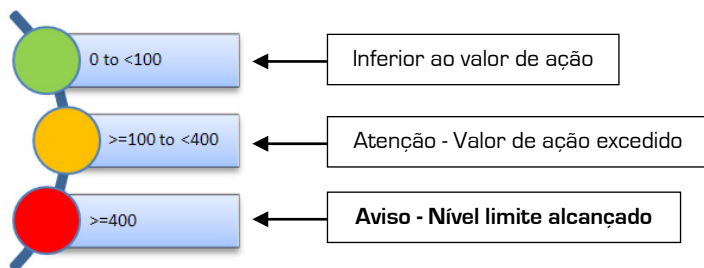 0 to <100
Inferior ao valor de ação
>=100 to <400
Atenção - Valor de ação excedido
>=400
Aviso - Nível limite alcançado